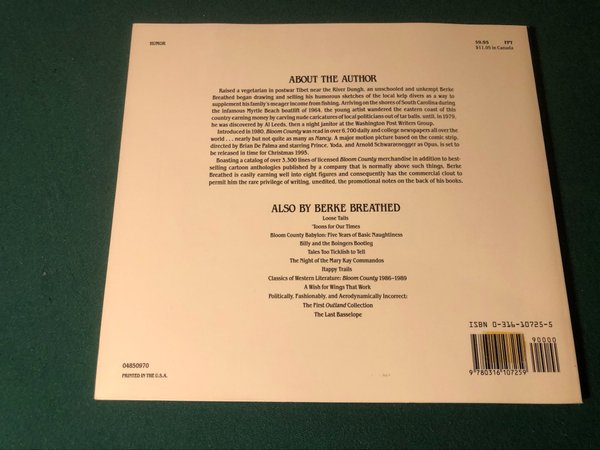 HUMOR
$9.95 FPT
$11.95 in Canada
ABOUT THE AUTHOR
Raised a vegetarian in postwar Tibet near the River Dungh, an unschooled and unkempt Berke
Breathed began drawing and selling his humorous sketches of the local kelp divers as a way to
supplement his family's meager income from fishing. Arriving on the shores of South Carolina during
the infamous Myrtle Beach boatlift of 1964, the young artist wandered the eastern coast of this
country earning money by carving nude caricatures of local politicians out of tar balls, until, in 1979,
he was discovered by Al Leeds, then a night janitor at the Washington Post Writers Group.
Introduced in 1980, Bloom County was read in over 6,700 daily and college newspapers all over the
world . . . nearly but not quite as many as Nancy. A major motion picture based on the comic strip,
directed by Brian De Palma and starring Prince, Yoda, and Arnold Schwarzenegger as Opus, is set to
be released in time for Christmas 1995.
Boasting a catalog of over 3,300 lines of licensed Bloom County merchandise in addition to best-
selling cartoon anthologies published by a company that is normally above such things, Berke
Breathed is easily earning well into eight figures and consequently has the commercial clout to
permit him the rare privilege of writing, unedited, the promotional notes on the back of his books.
ALSO BY BERKE BREATHED
Loose Tails
'Toons for Our Times
Bloom County Babylon: Five Years of Basic Naughtiness
Billy and the Boingers Bootleg
Tales Too Ticklish to Tell
The Night of the Mary Kay Commandos
Happy Trails
Classics of Western Literature: Bloom County 1986–1989
A Wish for Wings That Work
Politically, Fashionably, and Aerodynamically Incorrect:
The First Outland Collection
The Last Basselope
ISBN 0-316-10725-5
90000
9 780316 107259
04850970
PRINTED IN THE U.S.A.